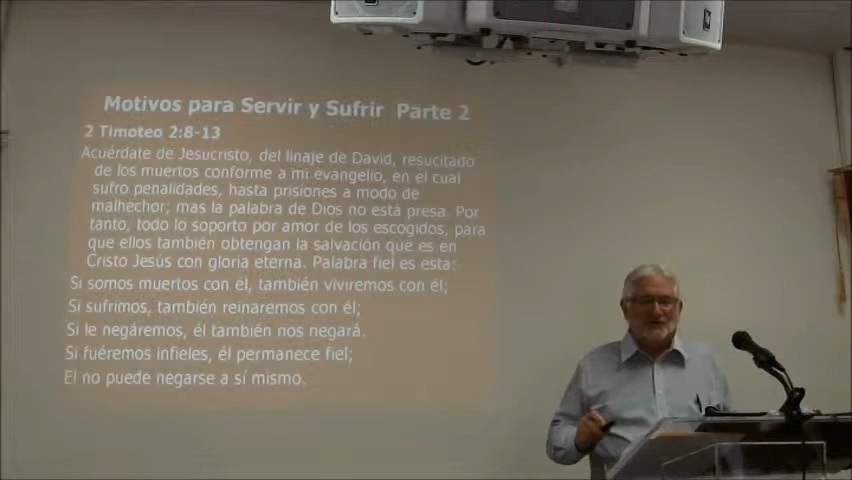 Motivos para Servir y Sufrir Parte 2
2 Timoteo 2:8-13
Acuérdate de Jesucristo, del linaje de David, resucitado
de los muertos conforme a mi evangelio, en el cual
sufro penalidades, hasta prisiones a modo de
malhechor; mas la palabra de Dios no está presa. Por
tanto, todo lo soporto por amor de los escogidos, para
que ellos también obtengan la salvación que es en
Cristo Jesús con gloria eterna. Palabra fiel es esta:
Si somos muertos con él, también viviremos con él;
Si sufrimos, también reinaremos con él;
Si le negáremos, él también nos negará.
Si fuéremos infieles, él permanece fiel;
El no puede negarse a sí mismo.